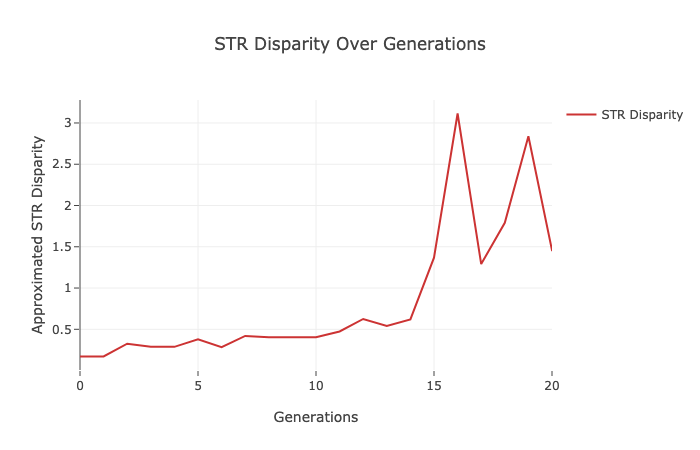 STR Disparity Over Generations
STR Disparity
Approximated STR Disparity
3
2.5
2
1.5
1
0.5
0
5
10
15
20
Generations